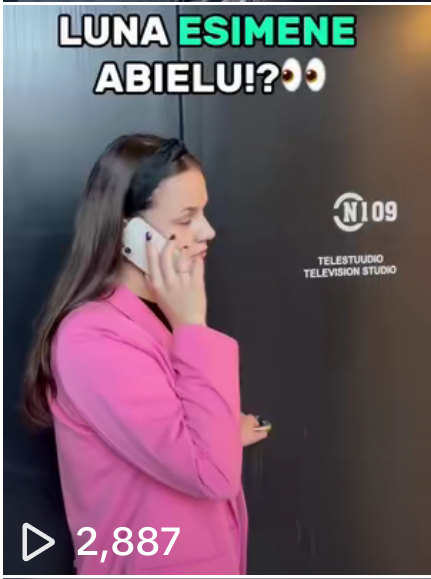 LUNA ESIMENE
ABIELU!?👀
N109
TELESTUUDIO
TELEVISION STUDIO
2,887